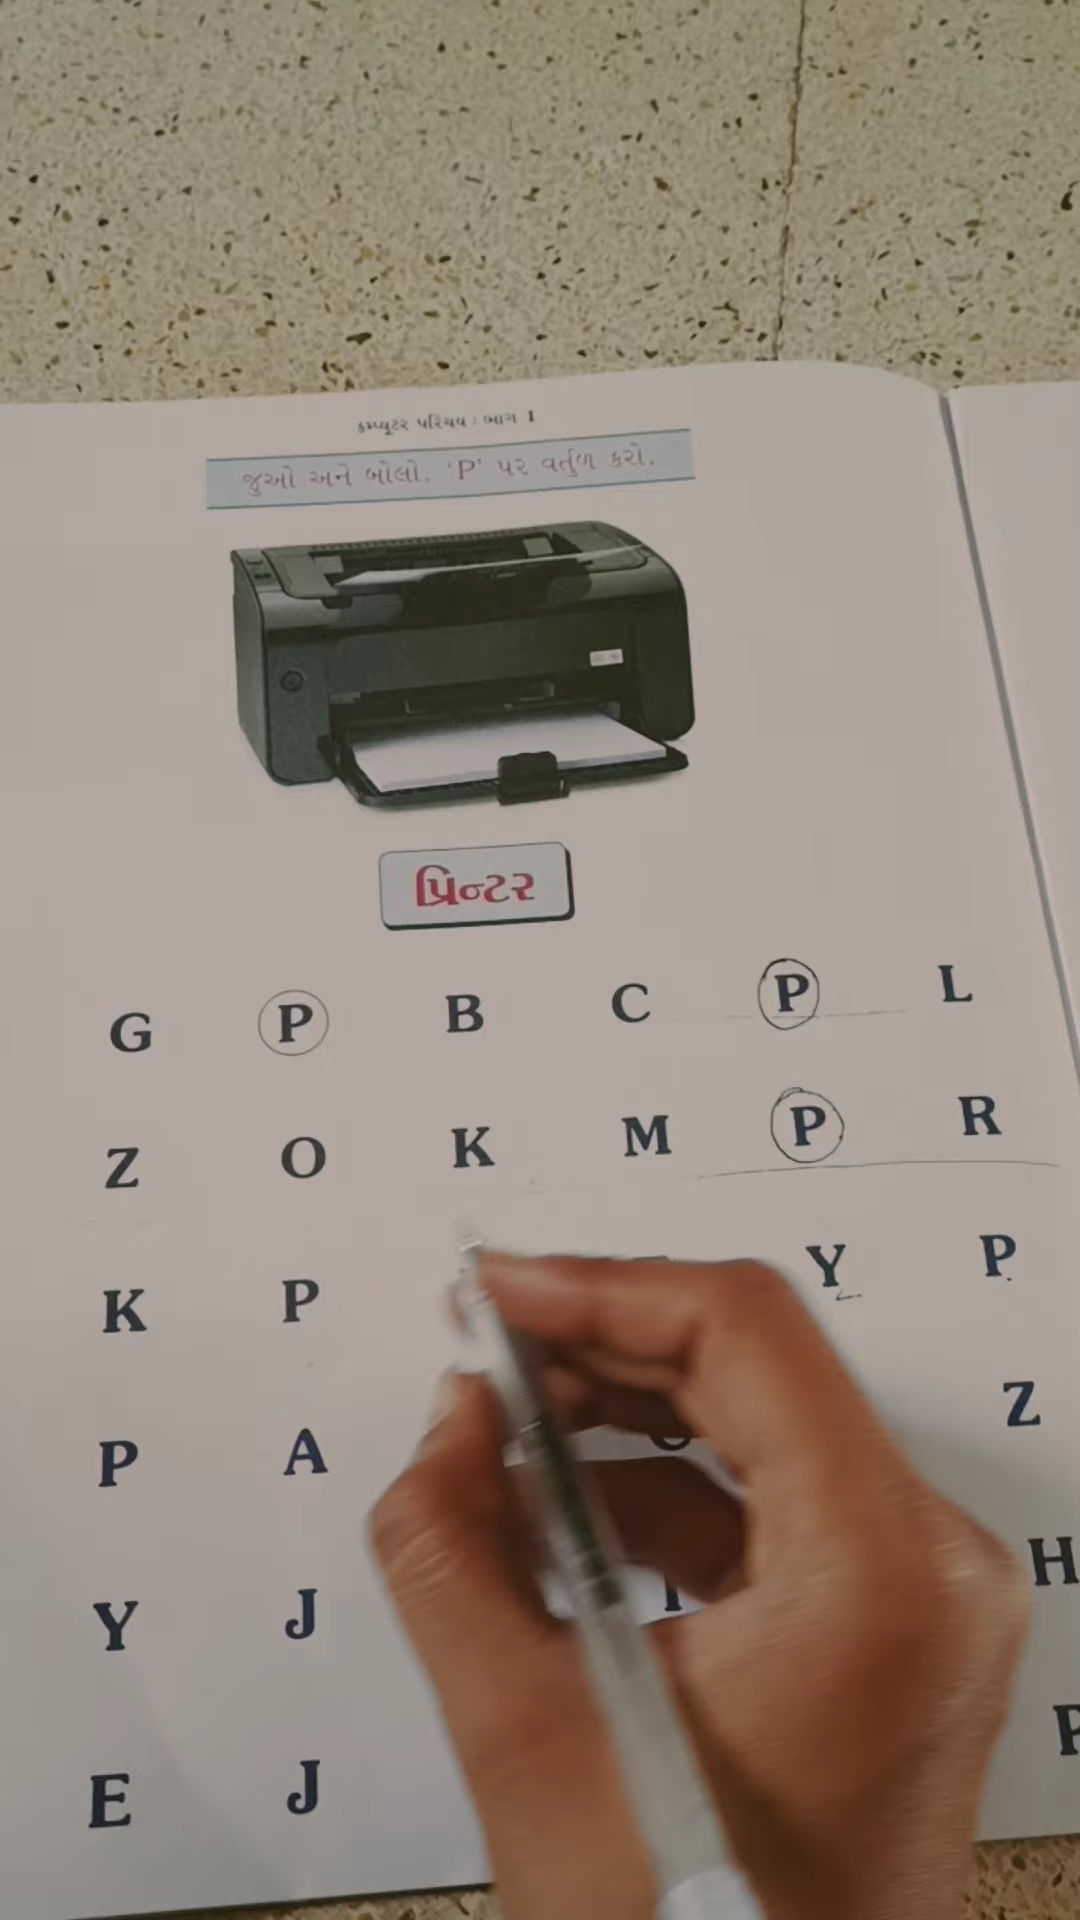 કમ્પ્યૂટર પરિચય : ભાગ 1
જુઓ અને બોલો. 'P' પર વર્તુળ કરો.
પ્રિન્ટર
G P B C P L
Z O K M P R
K P Y P
P A Z
Y J H
E J P